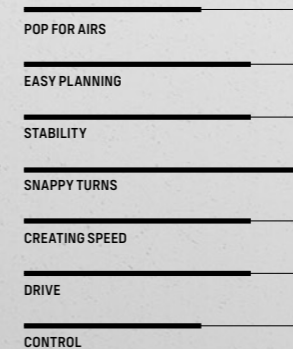 POP FOR AIRS
EASY PLANNING
STABILITY
SNAPPY TURNS
CREATING SPEED
DRIVE
CONTROL